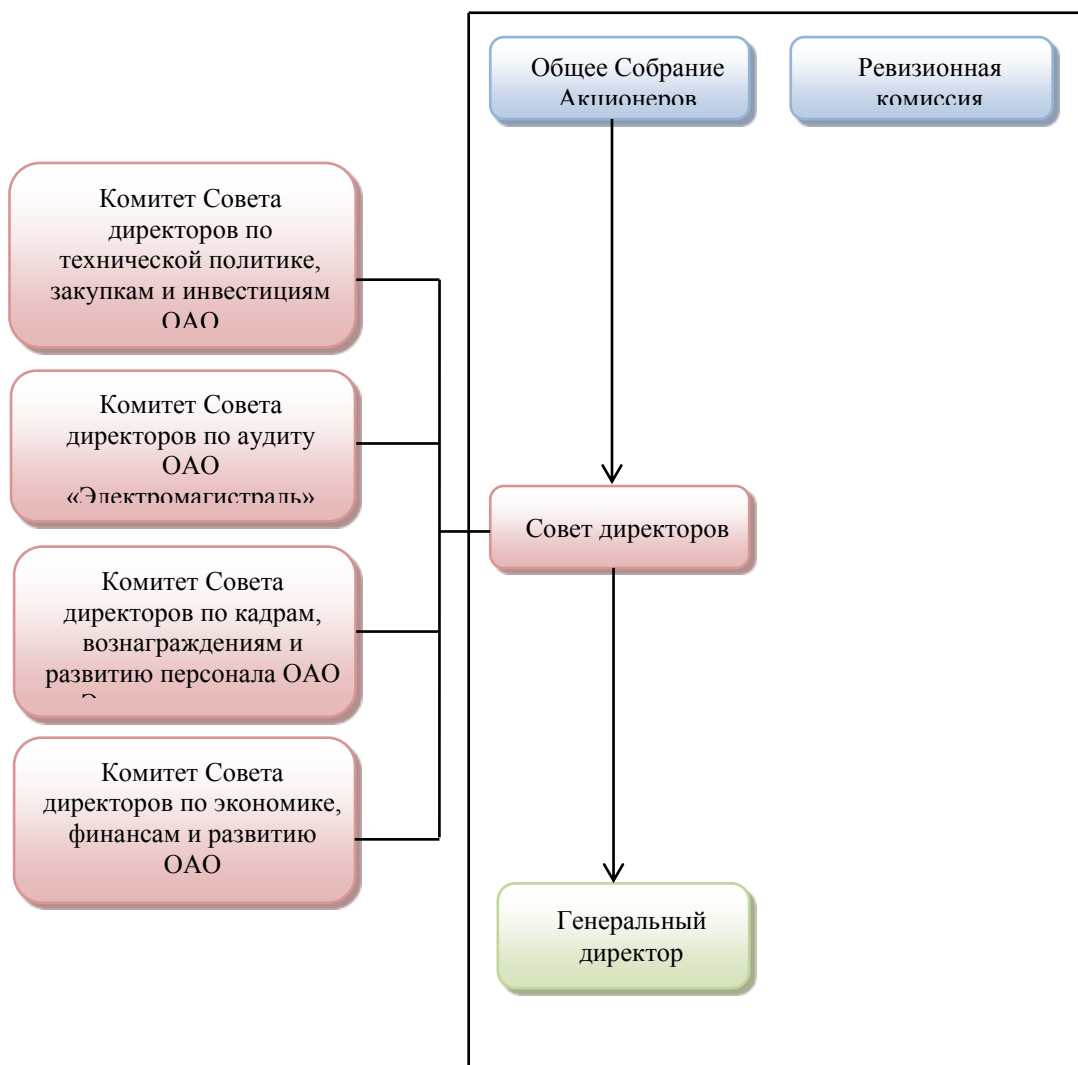 Общее Собрание
Акционеров
Ревизионная
комиссия
Комитет Совета
директоров по
технической политике,
закупкам и инвестициям
ОАО
Комитет Совета
директоров по аудиту
ОАО
«Электромагистраль»
Совет директоров
Комитет Совета
директоров по кадрам,
вознаграждениям и
развитию персонала ОАО
Комитет Совета
директоров по экономике,
финансам и развитию
ОАО
Генеральный
директор